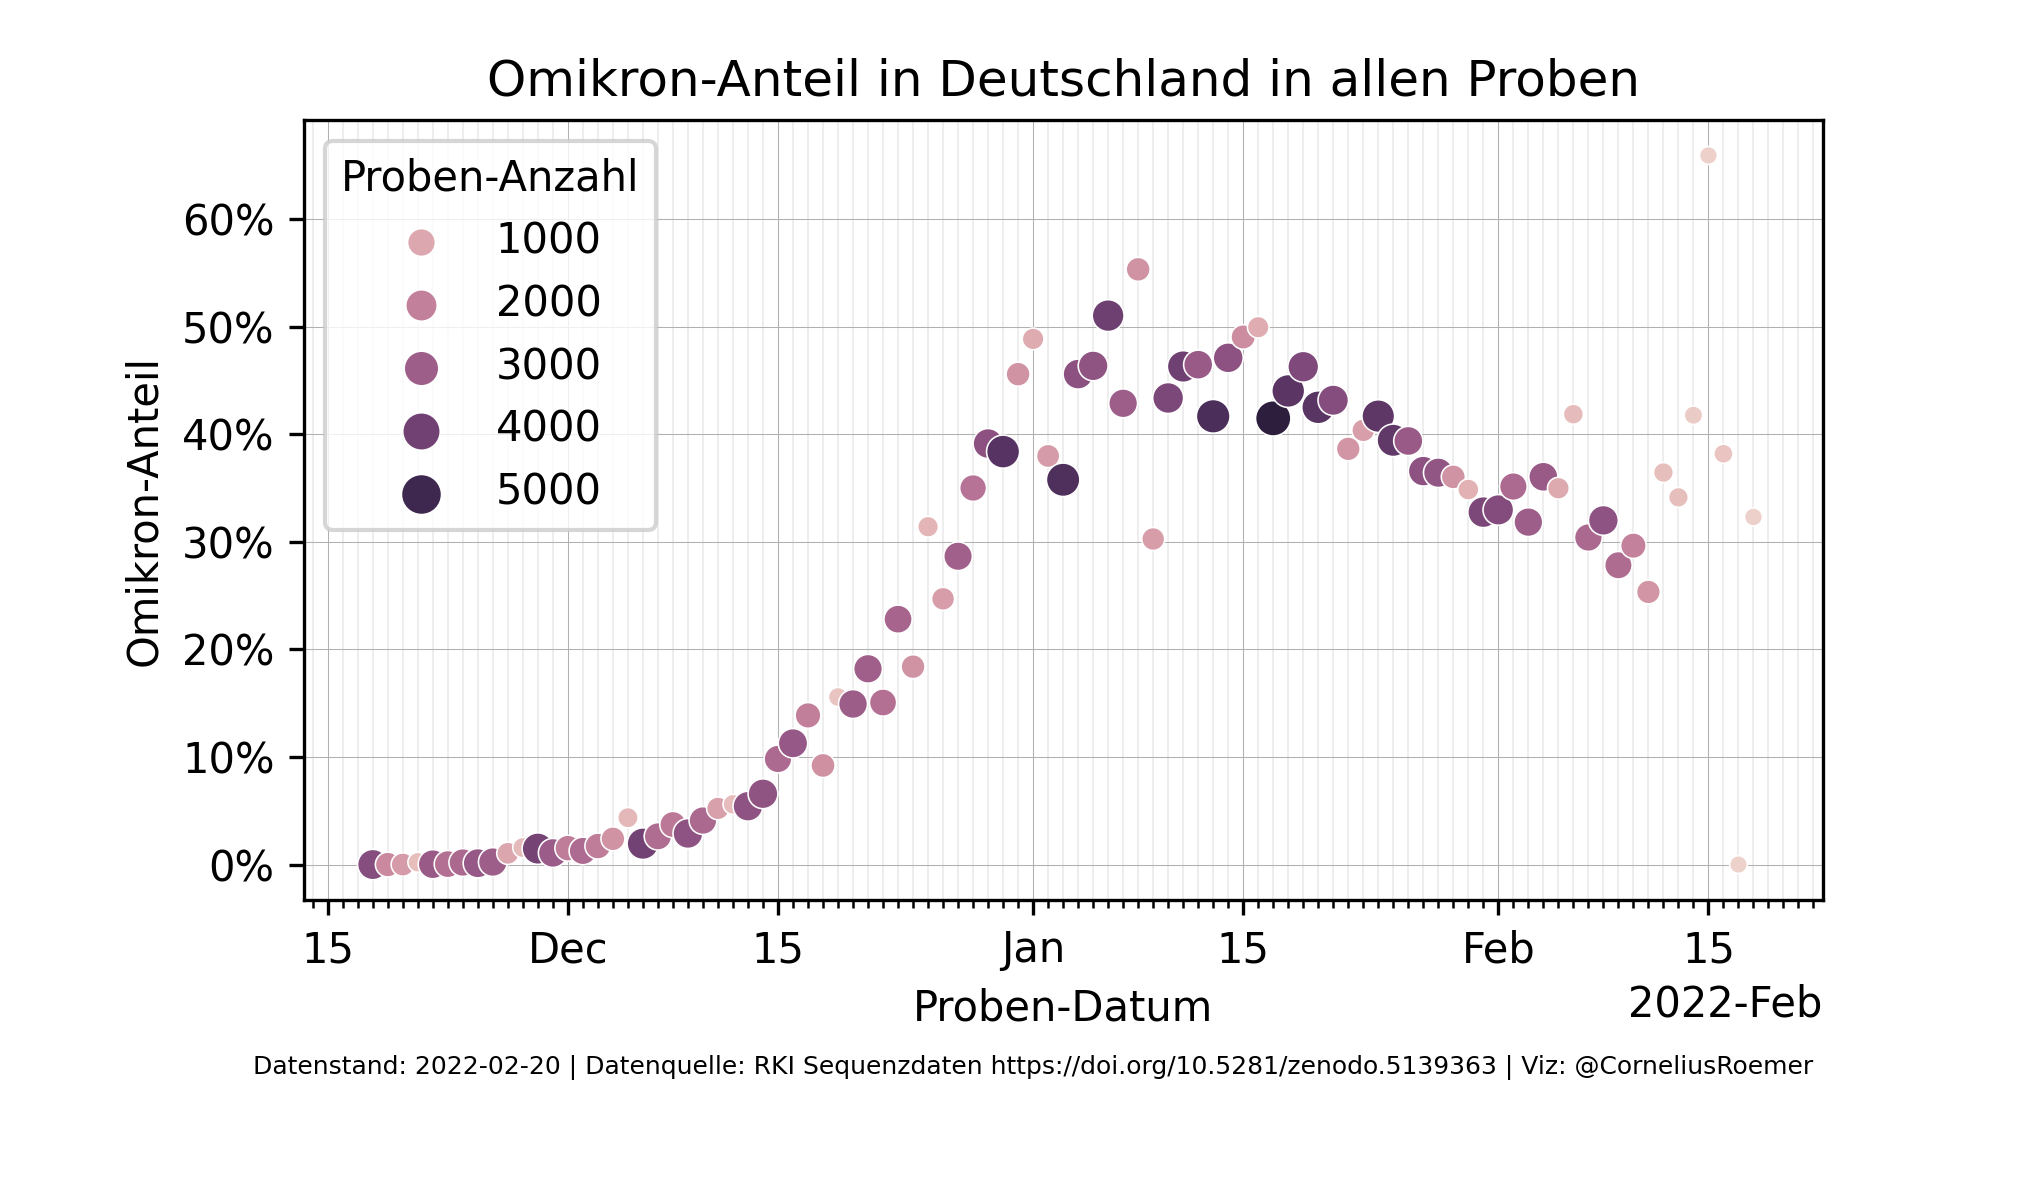 Omikron-Anteil in Deutschland in allen Proben
Proben-Anzahl
1000
2000
3000
4000
5000
Omikron-Anteil
60%
50%
40%
30%
20%
10%
0%
15 Dec 15 Jan 15 Feb 15
2022-Feb
Proben-Datum
Datenstand: 2022-02-20 | Datenquelle: RKI Sequenzdaten https://doi.org/10.5281/zenodo.5139363 | Viz: @CorneliusRoemer